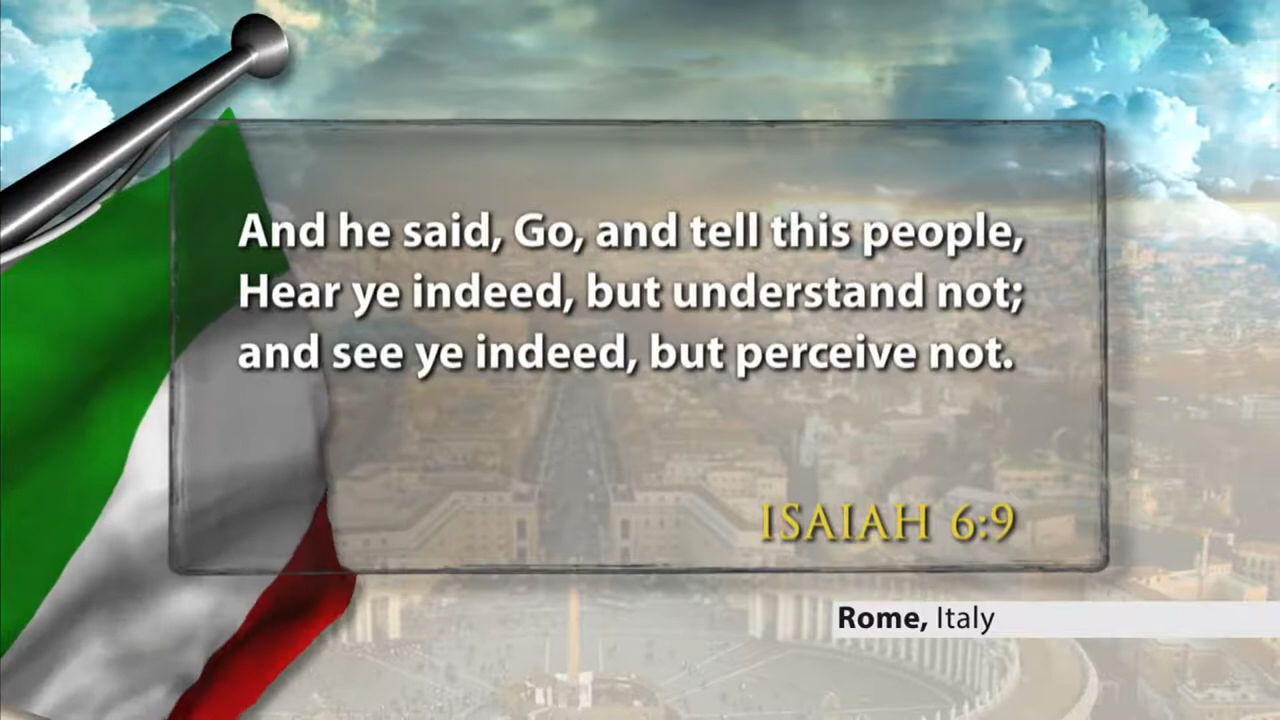 And he said, Go, and tell this people,
Hear ye indeed, but understand not;
and see ye indeed, but perceive not.
ISAIAH 6:9
Rome, Italy